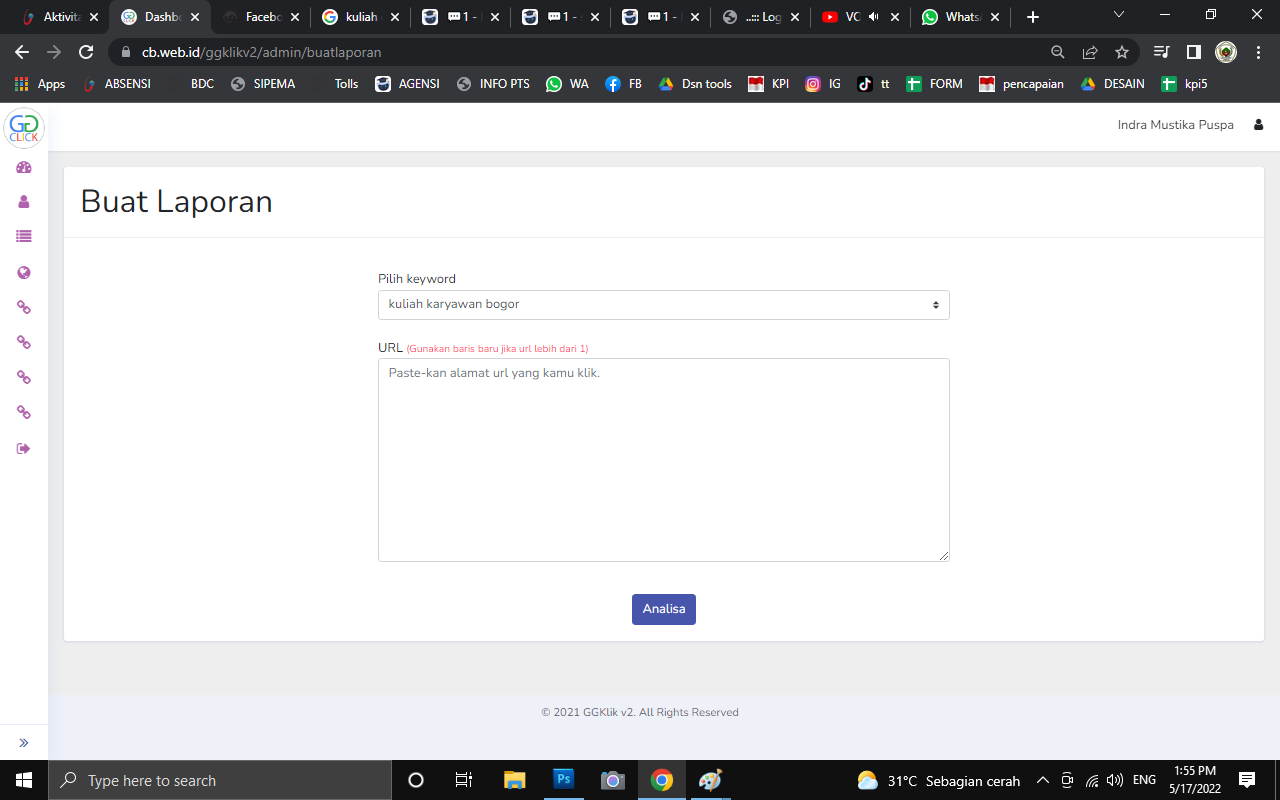 Aktivita
Dashbo
Facebo
kuliah
1 -
1 - s
1 -
..::: Log
VC
Whats
cb.web.id/ggklikv2/admin/buatlaporan
Apps ABSENSI BDC SIPEMA Tolls AGENSI INFO PTS WA FB Dsn tools KPI IG tt FORM pencapaian DESAIN kpi5
GG
CLICK
Indra Mustika Puspa
Buat Laporan
Pilih keyword
kuliah karyawan bogor
URL (Gunakan baris baru jika url lebih dari 1)
Paste-kan alamat url yang kamu klik.
Analisa
© 2021 GGKlik v2. All Rights Reserved
Type here to search
Ps
31°C Sebagian cerah
ENG
1:55 PM
5/17/2022